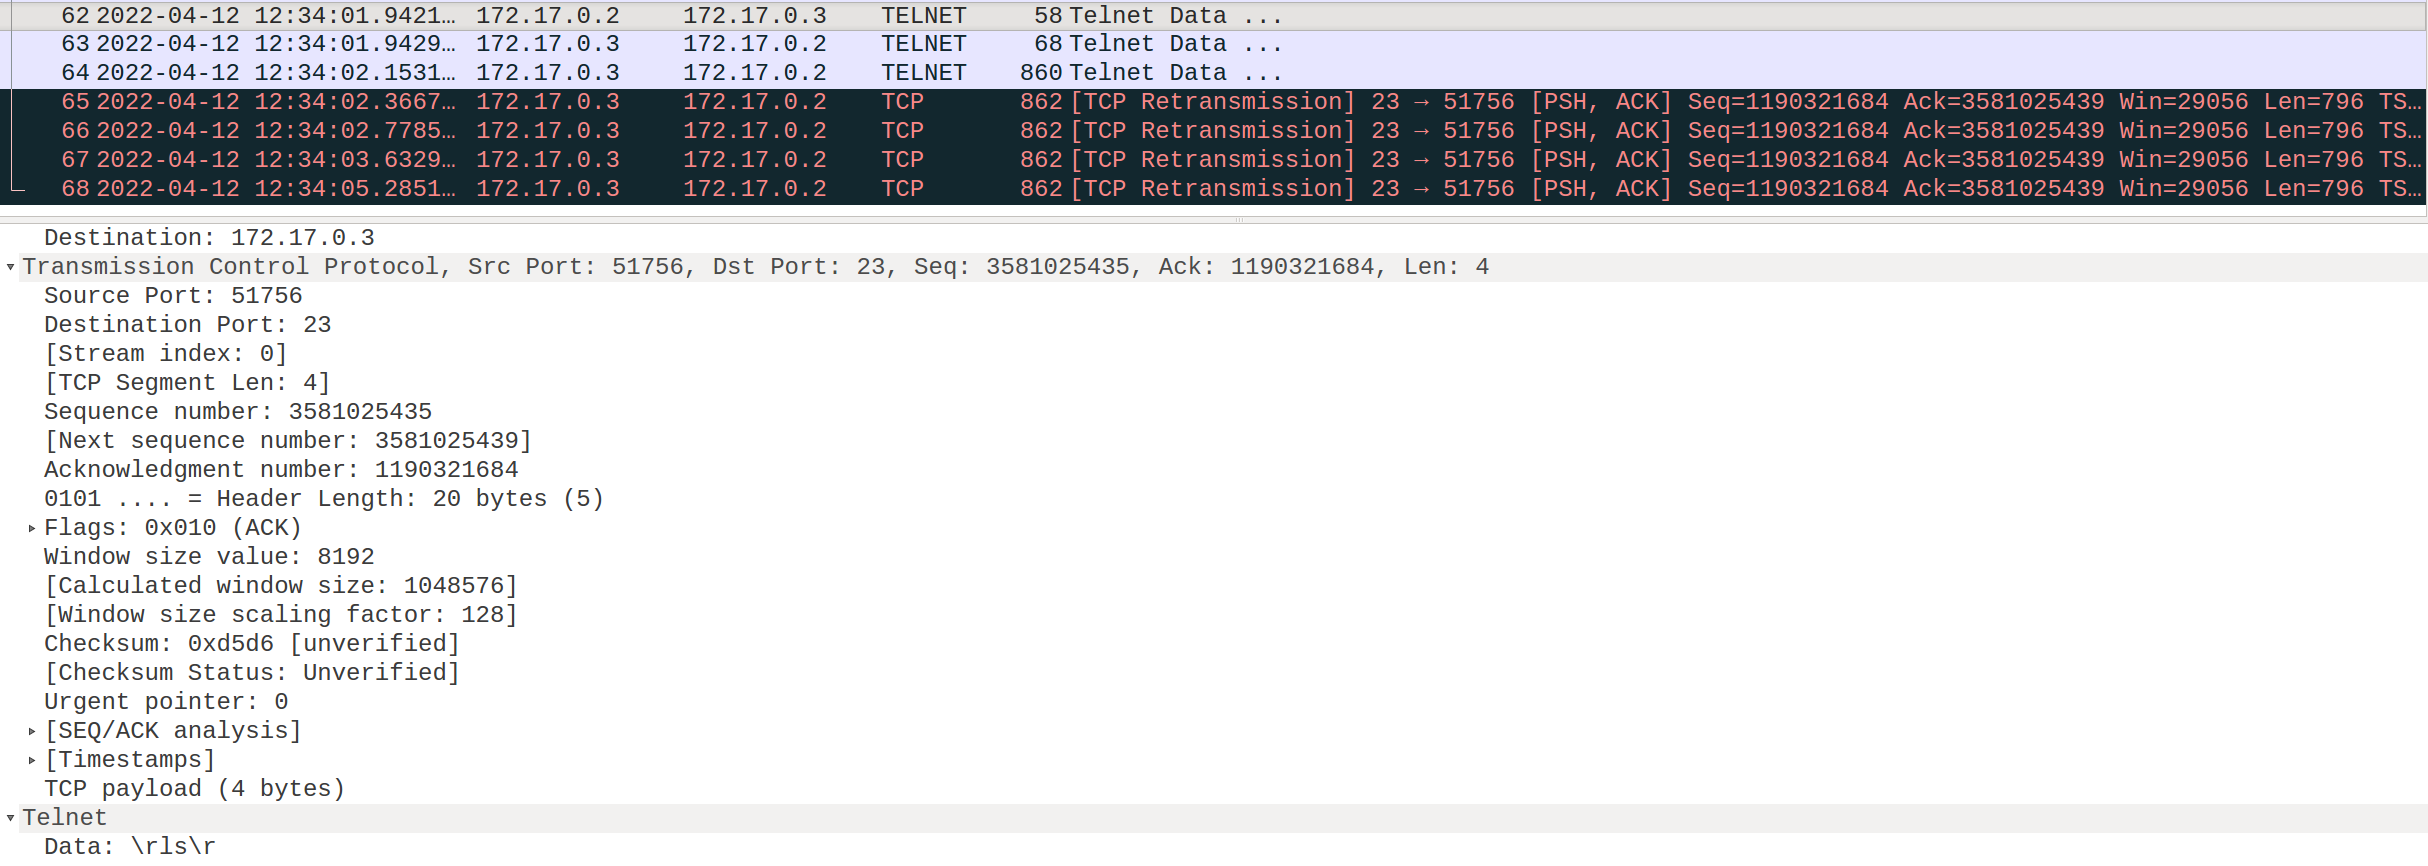 62 2022-04-12 12:34:01.9421… 172.17.0.2 172.17.0.3 TELNET 58 Telnet Data ...
63 2022-04-12 12:34:01.9429… 172.17.0.3 172.17.0.2 TELNET 68 Telnet Data ...
64 2022-04-12 12:34:02.1531… 172.17.0.3 172.17.0.2 TELNET 860 Telnet Data ...
65 2022-04-12 12:34:02.3667… 172.17.0.3 172.17.0.2 TCP 862 [TCP Retransmission] 23 → 51756 [PSH, ACK] Seq=1190321684 Ack=3581025439 Win=29056 Len=796 TS…
66 2022-04-12 12:34:02.7785… 172.17.0.3 172.17.0.2 TCP 862 [TCP Retransmission] 23 → 51756 [PSH, ACK] Seq=1190321684 Ack=3581025439 Win=29056 Len=796 TS…
67 2022-04-12 12:34:03.6329… 172.17.0.3 172.17.0.2 TCP 862 [TCP Retransmission] 23 → 51756 [PSH, ACK] Seq=1190321684 Ack=3581025439 Win=29056 Len=796 TS…
68 2022-04-12 12:34:05.2851… 172.17.0.3 172.17.0.2 TCP 862 [TCP Retransmission] 23 → 51756 [PSH, ACK] Seq=1190321684 Ack=3581025439 Win=29056 Len=796 TS…
Destination: 172.17.0.3
Transmission Control Protocol, Src Port: 51756, Dst Port: 23, Seq: 3581025435, Ack: 1190321684, Len: 4
Source Port: 51756
Destination Port: 23
[Stream index: 0]
[TCP Segment Len: 4]
Sequence number: 3581025435
[Next sequence number: 3581025439]
Acknowledgment number: 1190321684
0101 .... = Header Length: 20 bytes (5)
Flags: 0x010 (ACK)
Window size value: 8192
[Calculated window size: 1048576]
[Window size scaling factor: 128]
Checksum: 0xd5d6 [unverified]
[Checksum Status: Unverified]
Urgent pointer: 0
[SEQ/ACK analysis]
[Timestamps]
TCP payload (4 bytes)
Telnet
Data: \rls\r